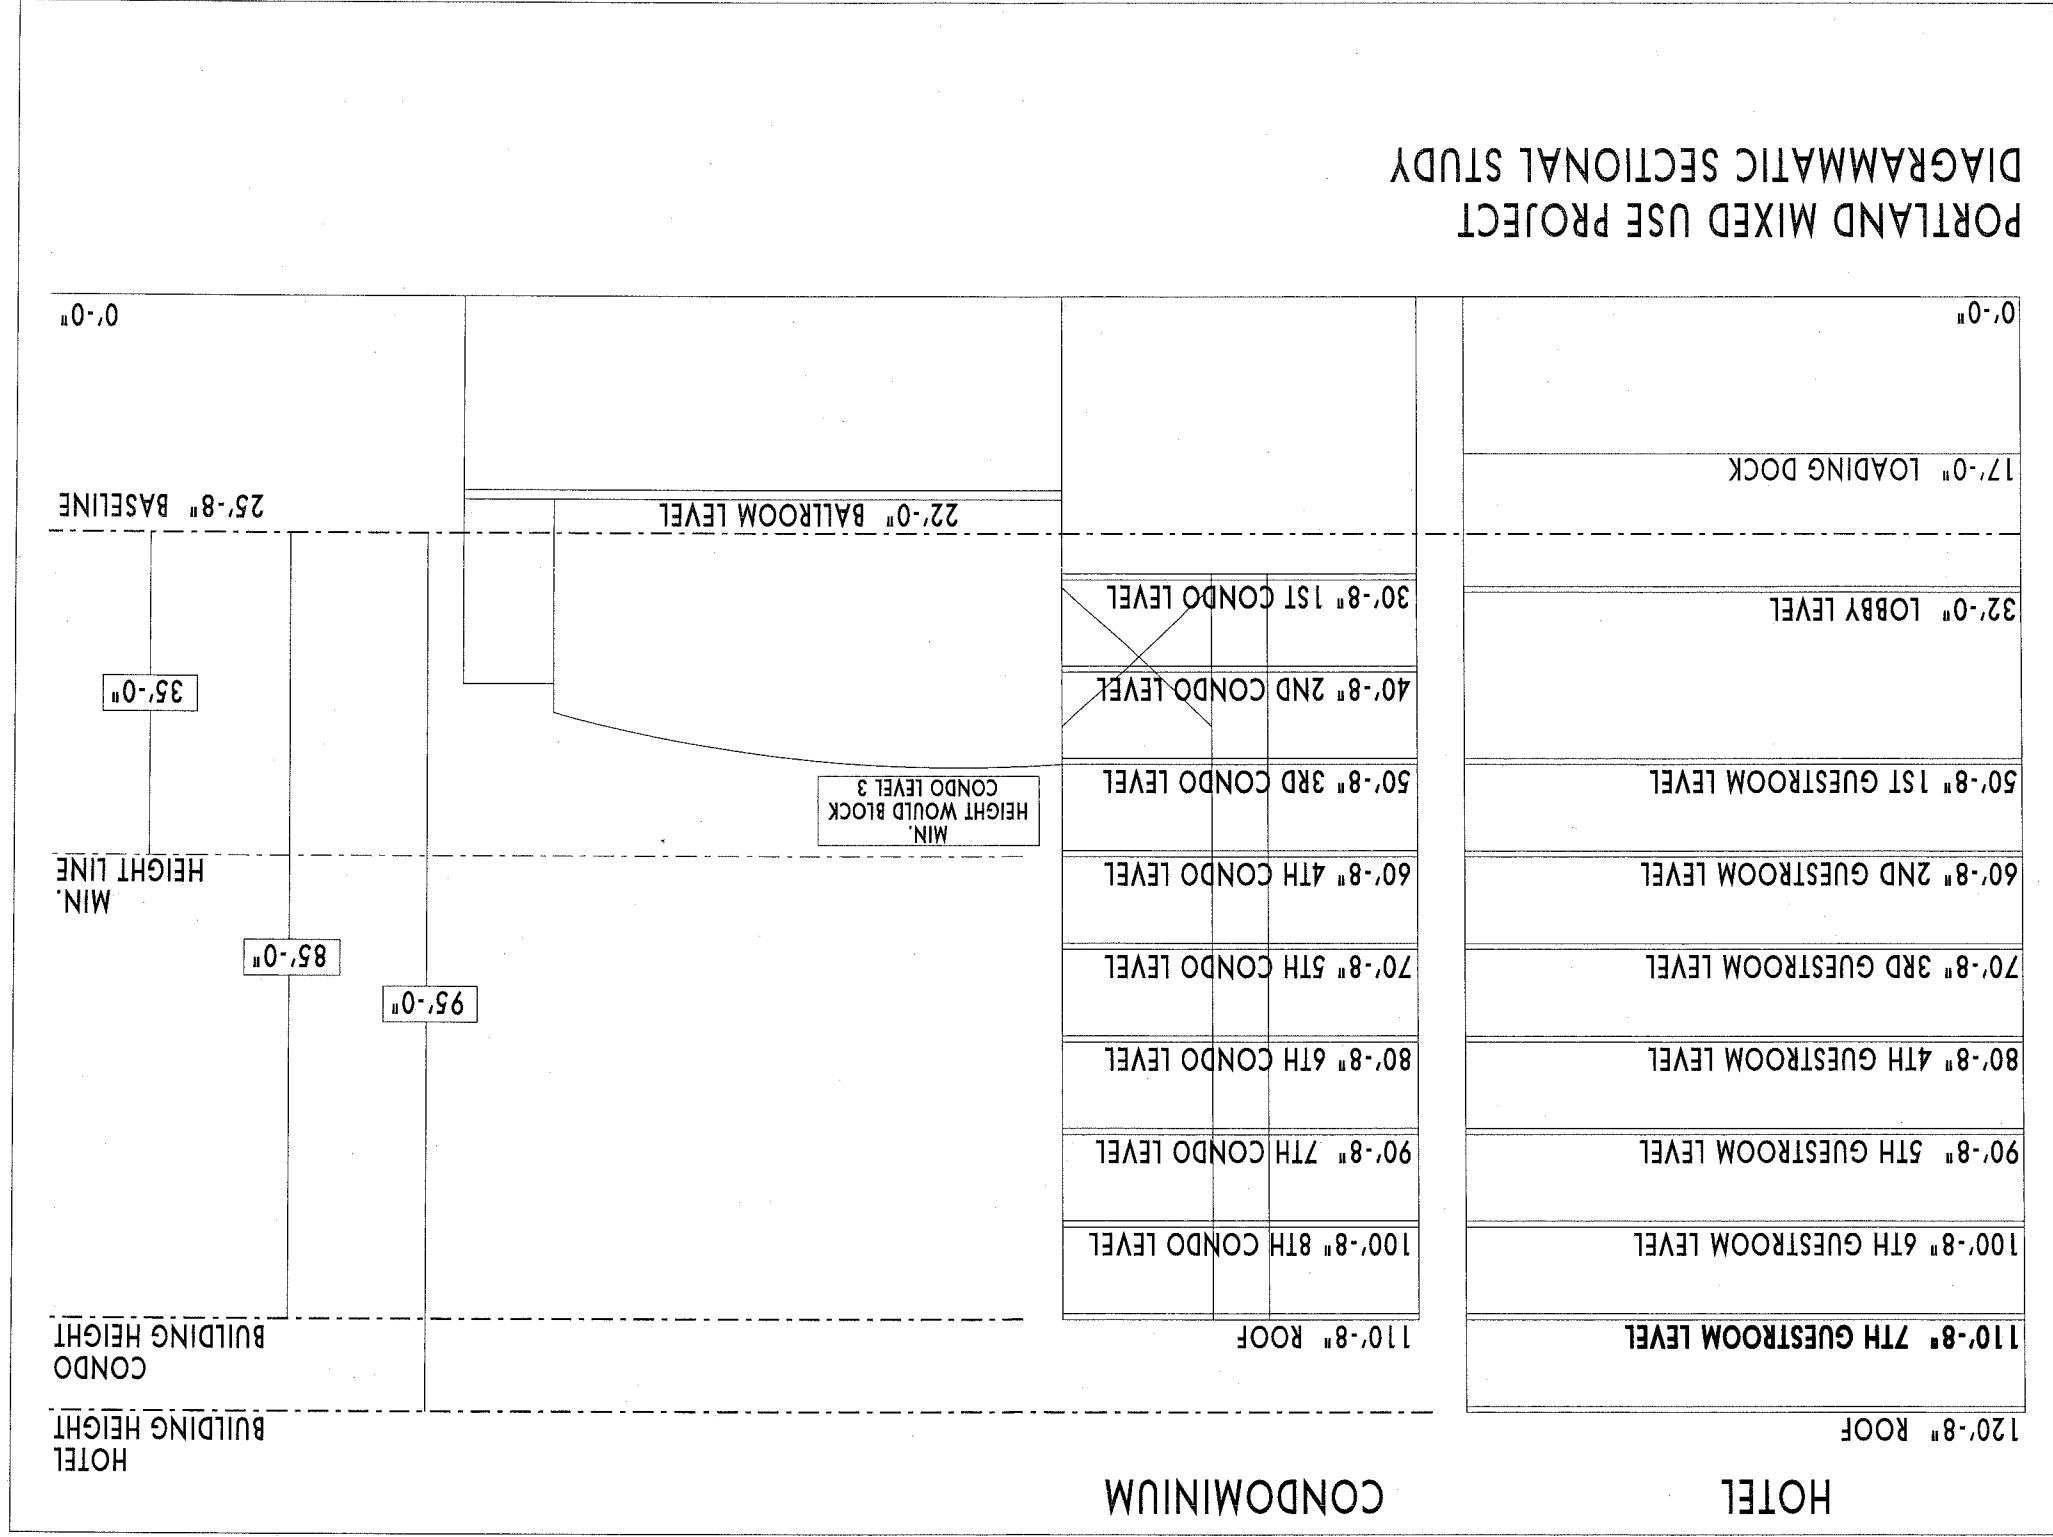 HOTEL
120'-8" ROOF
110'-8" 7TH GUESTROOM LEVEL
100'-8" 6TH GUESTROOM LEVEL
90'-8" 5TH GUESTROOM LEVEL
80'-8" 4TH GUESTROOM LEVEL
70'-8" 3RD GUESTROOM LEVEL
60'-8" 2ND GUESTROOM LEVEL
50'-8" 1ST GUESTROOM LEVEL
32'-0" LOBBY LEVEL
17'-0" LOADING DOCK
0'-0"
CONDOMINIUM
110'-8" ROOF
100'-8" 8TH CONDO LEVEL
90'-8" 7TH CONDO LEVEL
80'-8" 6TH CONDO LEVEL
70'-8" 5TH CONDO LEVEL
60'-8" 4TH CONDO LEVEL
50'-8" 3RD CONDO LEVEL
40'-8" 2ND CONDO LEVEL
30'-8" 1ST CONDO LEVEL
MIN.
HEIGHT WOULD BLOCK
CONDO LEVEL 3
22'-0" BALLROOM LEVEL
HOTEL
BUILDING HEIGHT
CONDO
BUILDING HEIGHT
95'-0"
85'-0"
MIN.
HEIGHT LINE
35'-0"
25'-8" BASELINE
0'-0"
PORTLAND MIXED USE PROJECT
DIAGRAMMATIC SECTIONAL STUDY